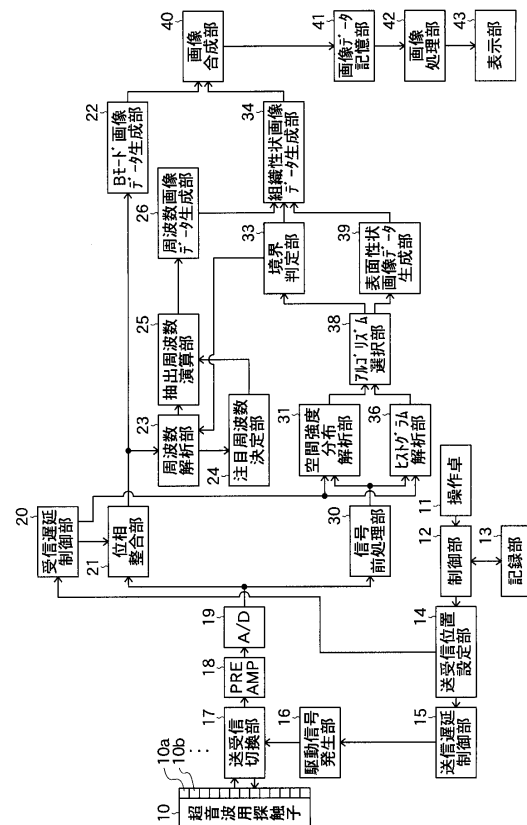 10
超音波用探触子
10a
10b
17
送受信
切換部
18
PRE
AMP
19
A/D
16
駆動信号
発生部
15
送信遅延
制御部
14
送受信位置
設定部
12
制御部
11
操作卓
13
記録部
20
受信遅延
制御部
21
位相
整合部
30
信号
前処理部
22
Bモード画像
データ生成部
23
周波数
解析部
24
注目周波数
決定部
25
抽出周波数
演算部
26
周波数画像
データ生成部
31
空間強度
分布
解析部
36
ヒストグラム
解析部
38
アルゴリズム
選択部
33
境界
判定部
39
表面性状
画像データ
生成部
34
組織性状画像
データ生成部
40
画像
合成部
41
画像データ
記憶部
42
画像
処理部
43
表示部